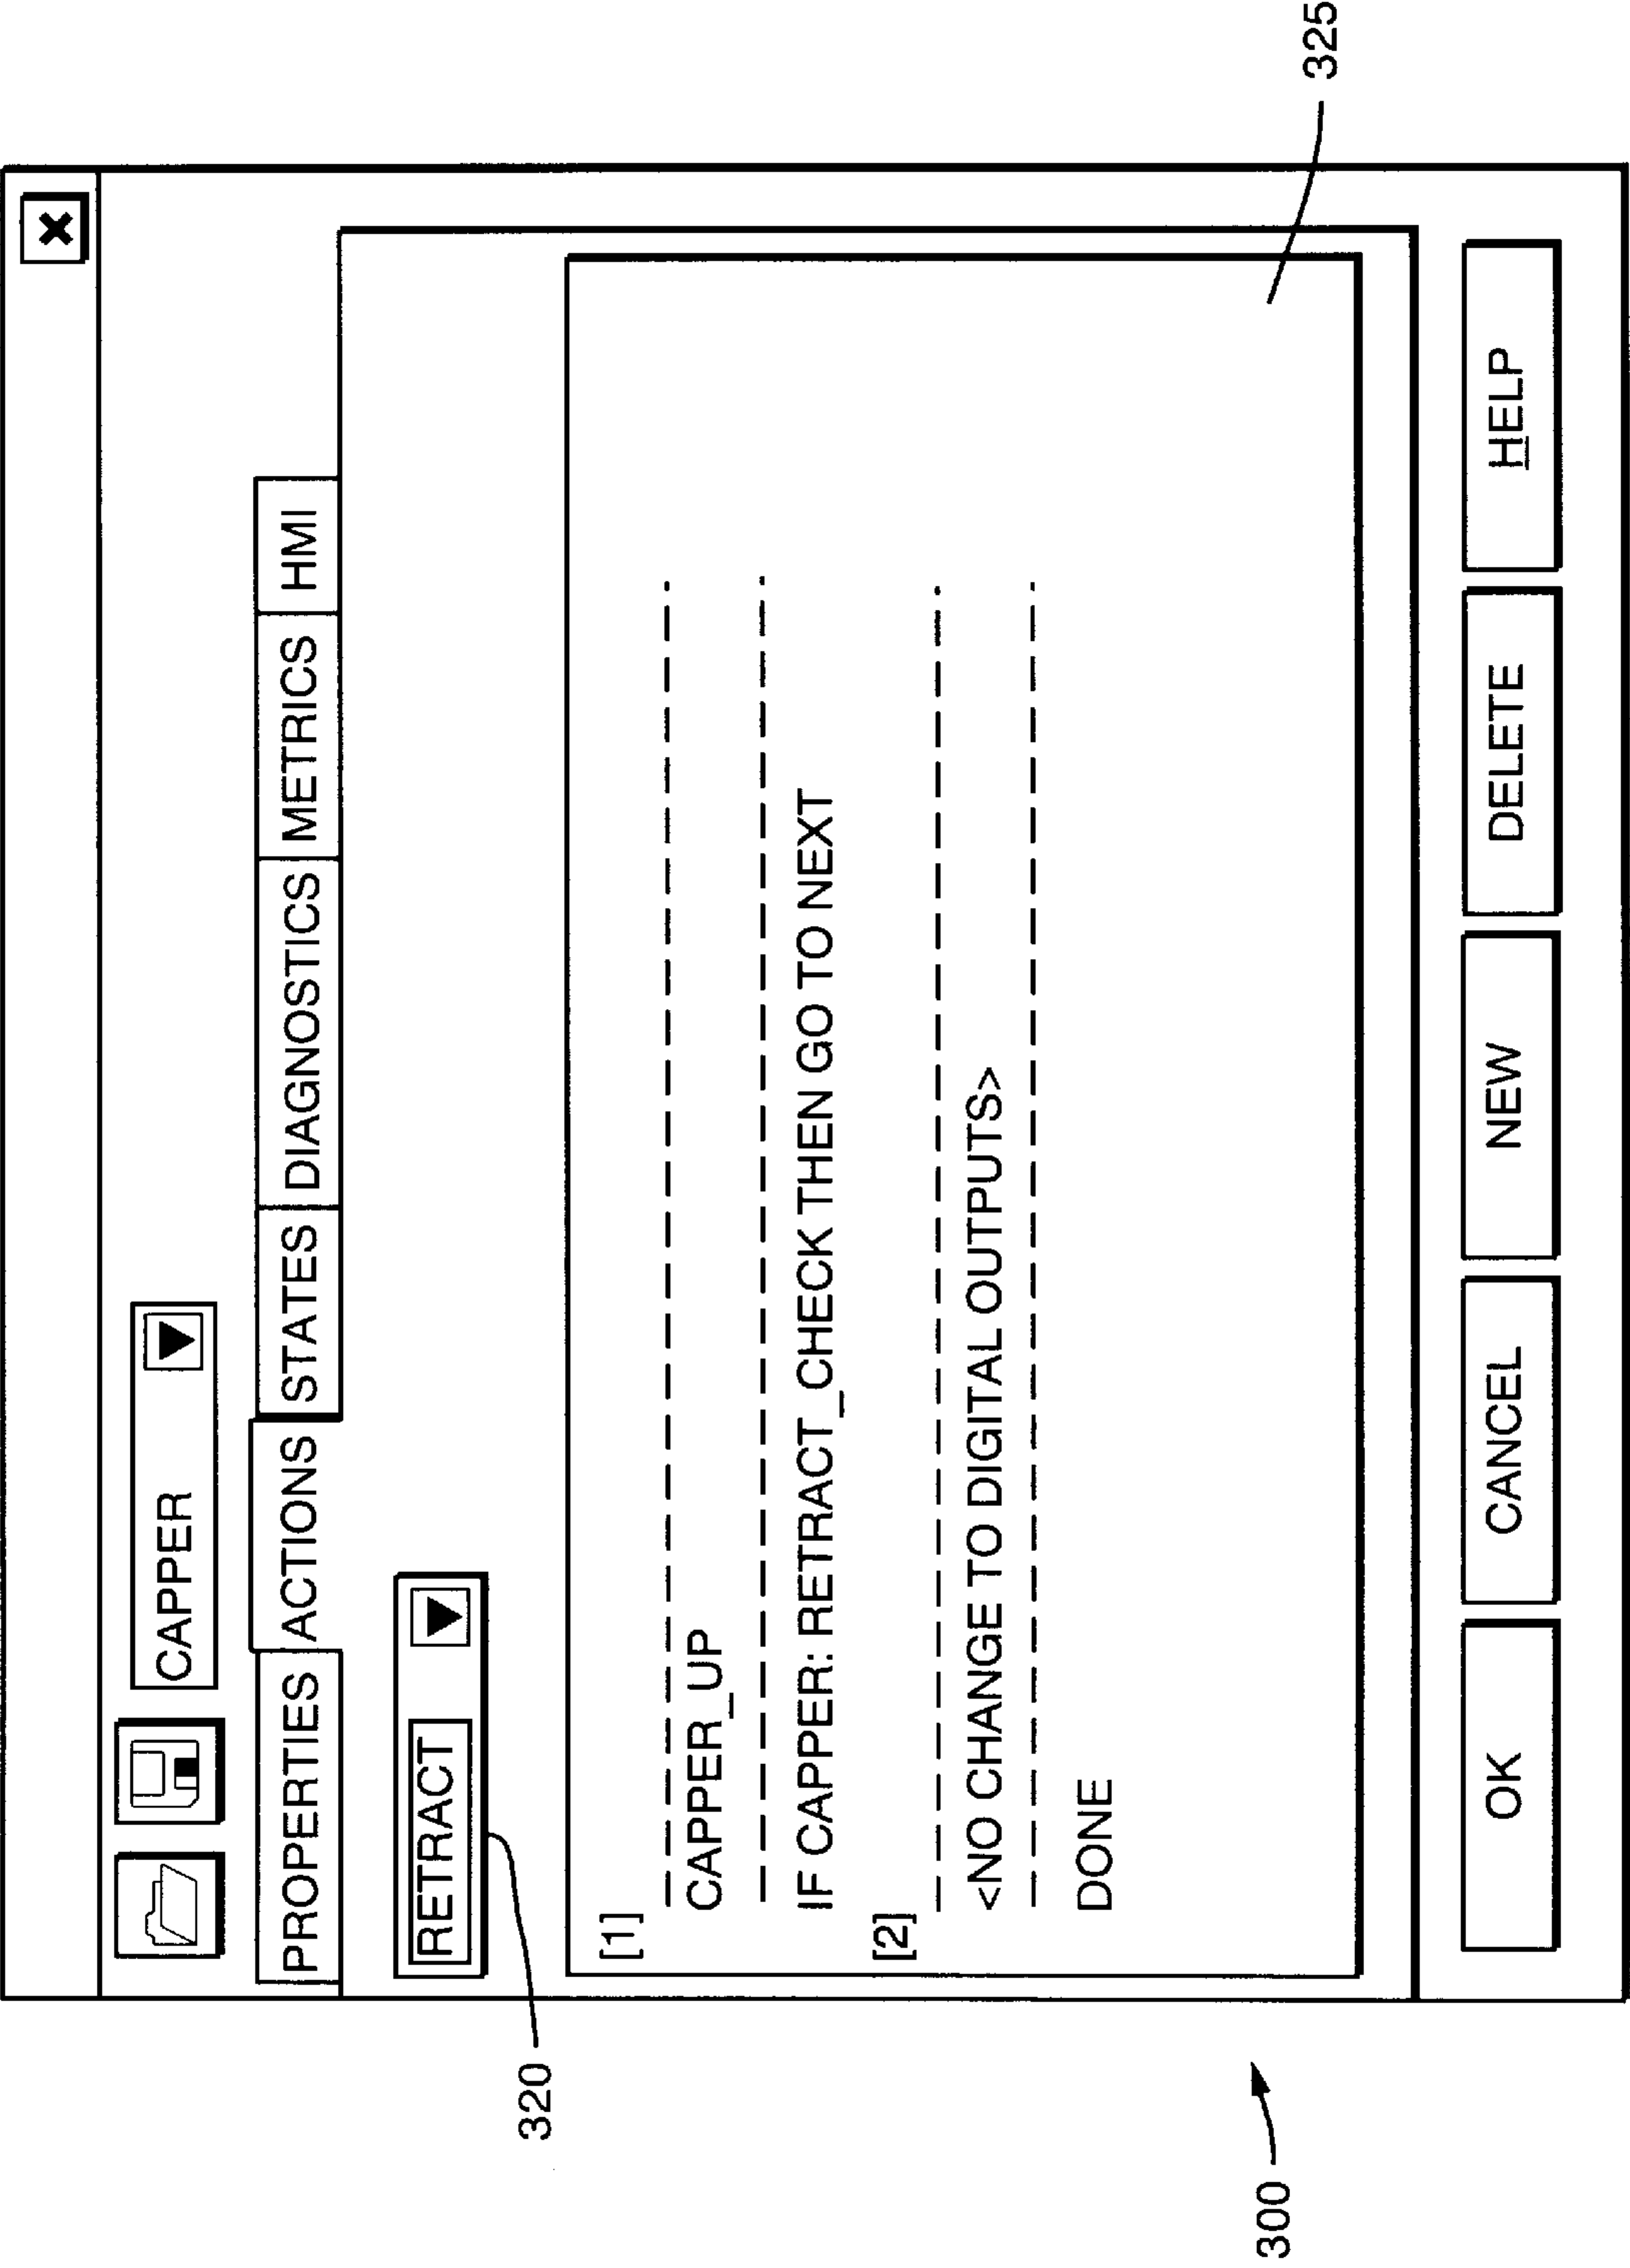 CAPPER
PROPERTIES ACTIONS STATES DIAGNOSTICS METRICS HMI
RETRACT
320
[1]
CAPPER_UP
IF CAPPER: RETRACT_CHECK THEN GO TO NEXT
[2]
<NO CHANGE TO DIGITAL OUTPUTS>
DONE
325
OK CANCEL NEW DELETE HELP
300